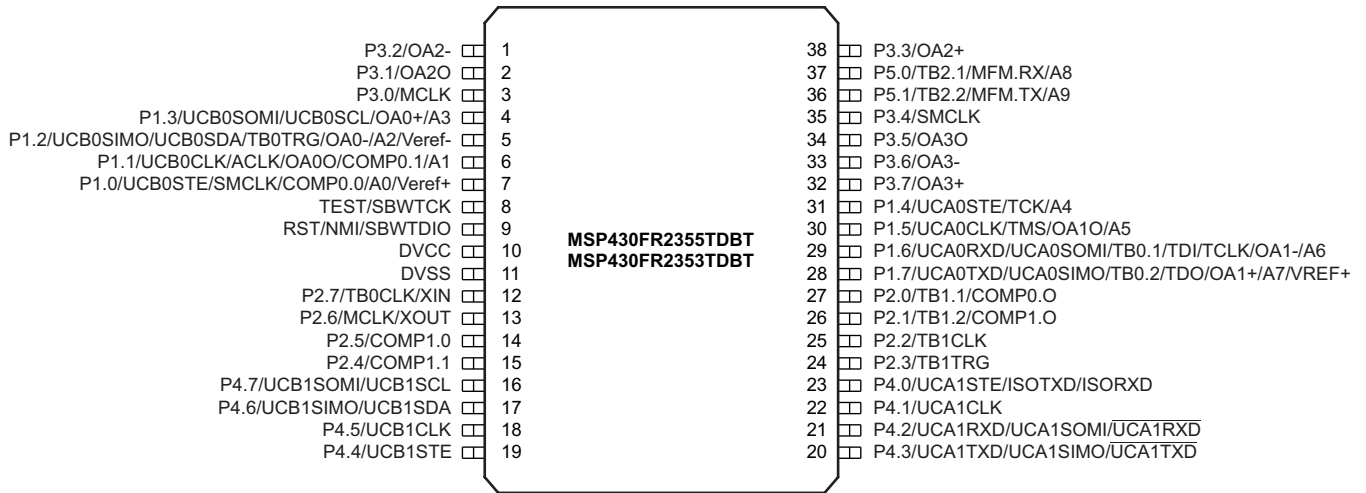 P3.2/OA2- 1
P3.1/OA2O 2
P3.0/MCLK 3
P1.3/UCB0SOMI/UCB0SCL/OA0+/A3 4
P1.2/UCB0SIMO/UCB0SDA/TB0TRG/OA0-/A2/Veref- 5
P1.1/UCB0CLK/ACLK/OA0O/COMP0.1/A1 6
P1.0/UCB0STE/SMCLK/COMP0.0/A0/Veref+ 7
TEST/SBWTCK 8
RST/NMI/SBWTDIO 9
DVCC 10
DVSS 11
P2.7/TB0CLK/XIN 12
P2.6/MCLK/XOUT 13
P2.5/COMP1.0 14
P2.4/COMP1.1 15
P4.7/UCB1SOMI/UCB1SCL 16
P4.6/UCB1SIMO/UCB1SDA 17
P4.5/UCB1CLK 18
P4.4/UCB1STE 19
MSP430FR2355TDBT
MSP430FR2353TDBT
38 P3.3/OA2+
37 P5.0/TB2.1/MFM.RX/A8
36 P5.1/TB2.2/MFM.TX/A9
35 P3.4/SMCLK
34 P3.5/OA3O
33 P3.6/OA3-
32 P3.7/OA3+
31 P1.4/UCA0STE/TCK/A4
30 P1.5/UCA0CLK/TMS/OA1O/A5
29 P1.6/UCA0RXD/UCA0SOMI/TB0.1/TDI/TCLK/OA1-/A6
28 P1.7/UCA0TXD/UCA0SIMO/TB0.2/TDO/OA1+/A7/VREF+
27 P2.0/TB1.1/COMP0.O
26 P2.1/TB1.2/COMP1.O
25 P2.2/TB1CLK
24 P2.3/TB1TRG
23 P4.0/UCA1STE/ISOTXD/ISORXD
22 P4.1/UCA1CLK
21 P4.2/UCA1RXD/UCA1SOMI/UCA1RXD
20 P4.3/UCA1TXD/UCA1SIMO/UCA1TXD